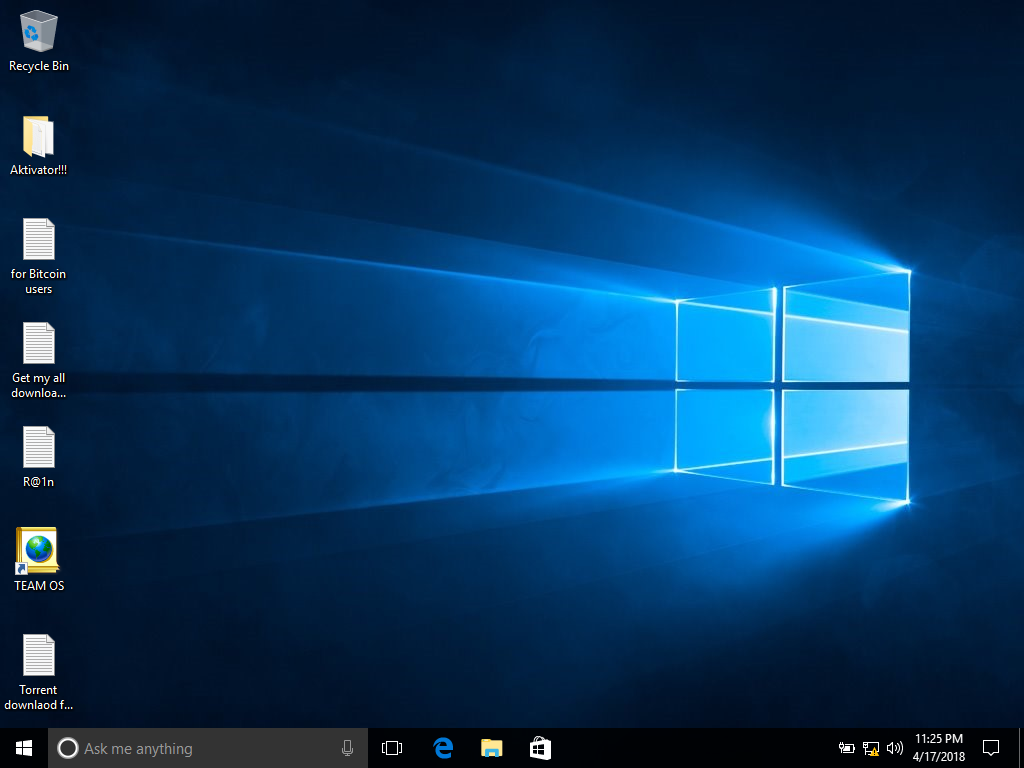 Recycle Bin
Aktivator!!!
for Bitcoin
users
Get my all
downloa...
R@1n
TEAM OS
Torrent
downlaod f...
Ask me anything
11:25 PM
4/17/2018